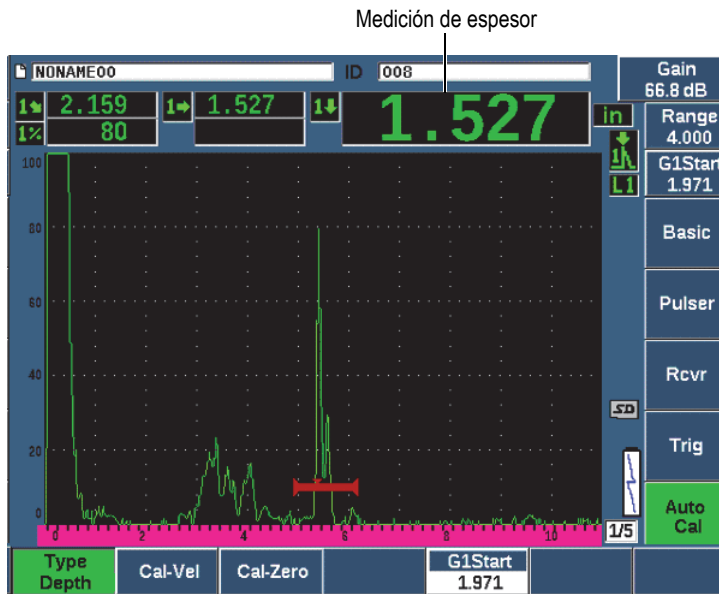 Medición de espesor
NONAME00 ID 008
2.159 1.527 1.527 in
1% 80
L1
Gain
66.8 dB
Range
4.000
G1Start
1.971
Basic
Pulser
Rcvr
Trig
Auto
Cal
SD
1/5
100
80
60
40
20
0
0 2 4 6 8 10
Type
Depth
Cal-Vel
Cal-Zero
G1Start
1.971